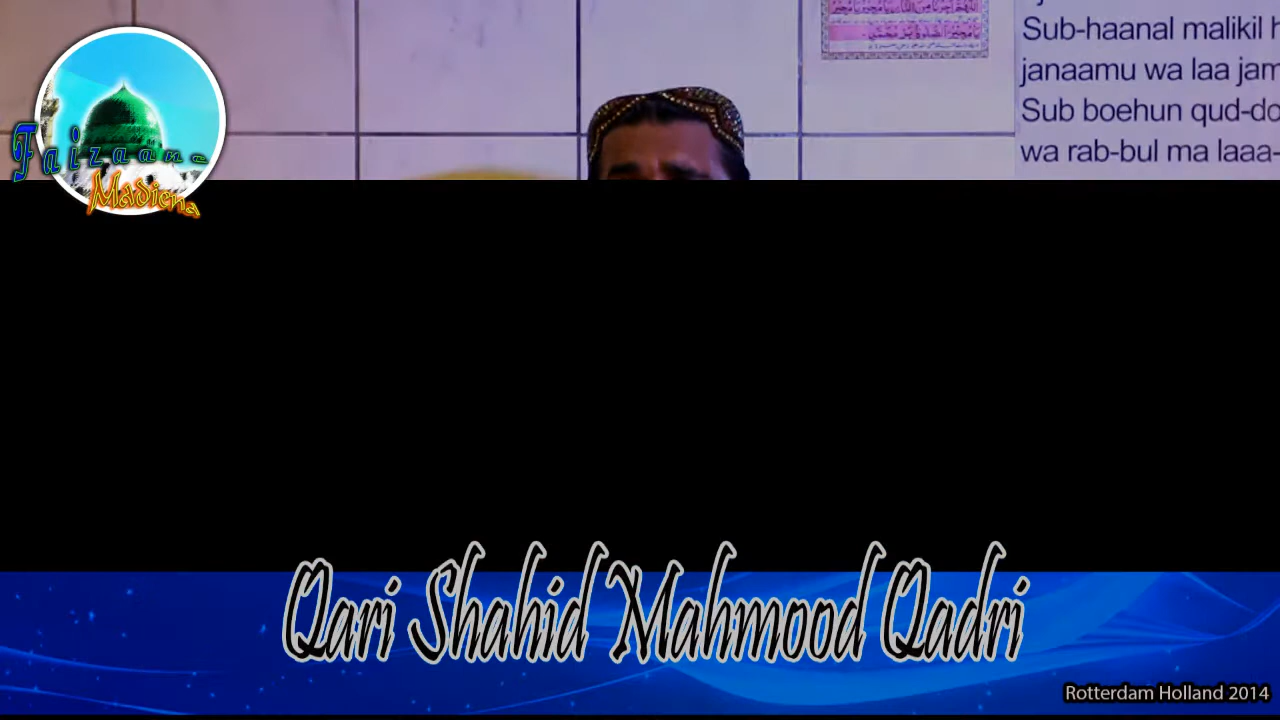 Faizaan-e
Madiena
Sub-haanal malikil
janaamu wa laa jam
Sub boehun qud-do
wa rab-bul ma laaa-
Qari Shahid Mahmood Qadri
Rotterdam Holland 2014